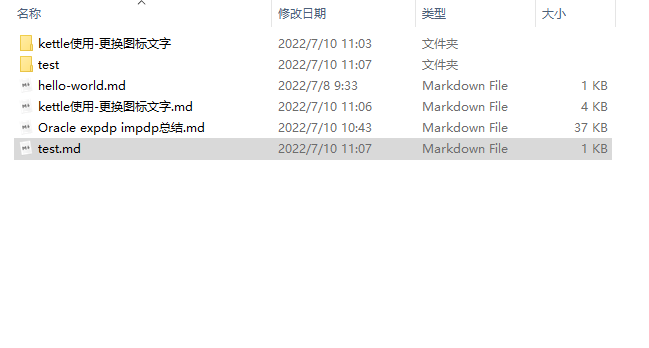 名称 修改日期 类型 大小
kettle使用-更换图标文字 2022/7/10 11:03 文件夹
test 2022/7/10 11:07 文件夹
hello-world.md 2022/7/8 9:33 Markdown File 1 KB
kettle使用-更换图标文字.md 2022/7/10 11:06 Markdown File 4 KB
Oracle expdp impdp总结.md 2022/7/10 10:43 Markdown File 37 KB
test.md 2022/7/10 11:07 Markdown File 1 KB